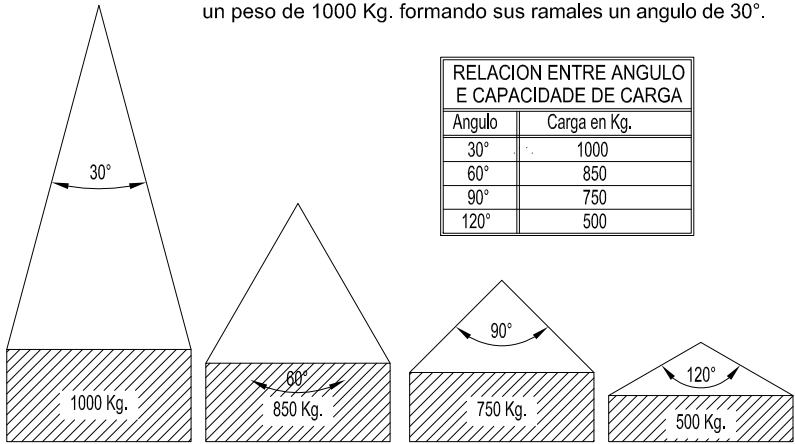 un peso de 1000 Kg. formando sus ramales un angulo de 30°.
RELACION ENTRE ANGULO
E CAPACIDADE DE CARGA
Angulo Carga en Kg.
30° 1000
60° 850
90° 750
120° 500
30°
1000 Kg.
60°
850 Kg.
90°
750 Kg.
120°
500 Kg.